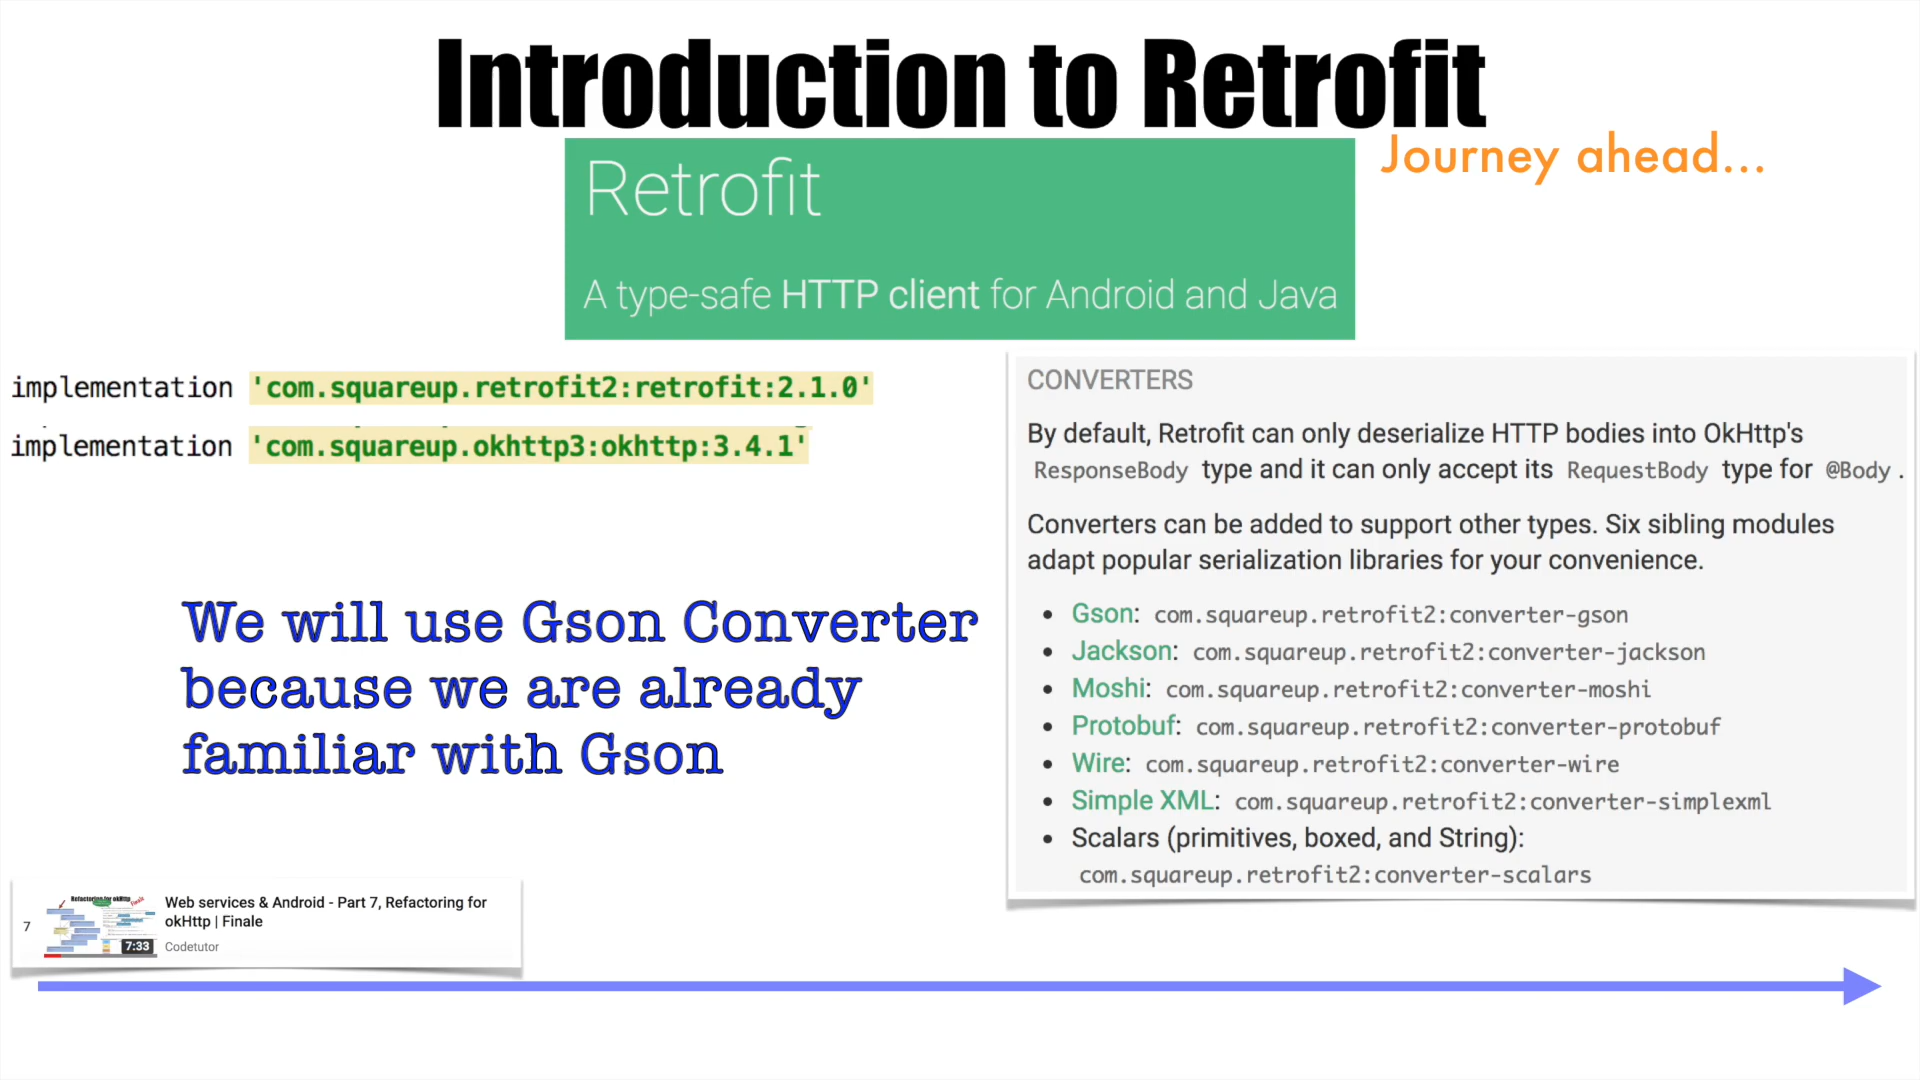 Introduction to Retrofit
Journey ahead...
Retrofit
A type-safe HTTP client for Android and Java
implementation 'com.squareup.retrofit2:retrofit:2.1.0'
implementation 'com.squareup.okhttp3:okhttp:3.4.1'
CONVERTERS
By default, Retrofit can only deserialize HTTP bodies into OkHttp's
ResponseBody type and it can only accept its RequestBody type for @Body.
Converters can be added to support other types. Six sibling modules
adapt popular serialization libraries for your convenience.
• Gson: com.squareup.retrofit2:converter-gson
• Jackson: com.squareup.retrofit2:converter-jackson
• Moshi: com.squareup.retrofit2:converter-moshi
• Protobuf: com.squareup.retrofit2:converter-protobuf
• Wire: com.squareup.retrofit2:converter-wire
• Simple XML: com.squareup.retrofit2:converter-simplexml
• Scalars (primitives, boxed, and String):
com.squareup.retrofit2:converter-scalars
We will use Gson Converter
because we are already
familiar with Gson
7
Refactoring for okHttp
Finale
7:33
Web services & Android - Part 7, Refactoring for
okHttp | Finale
Codetutor